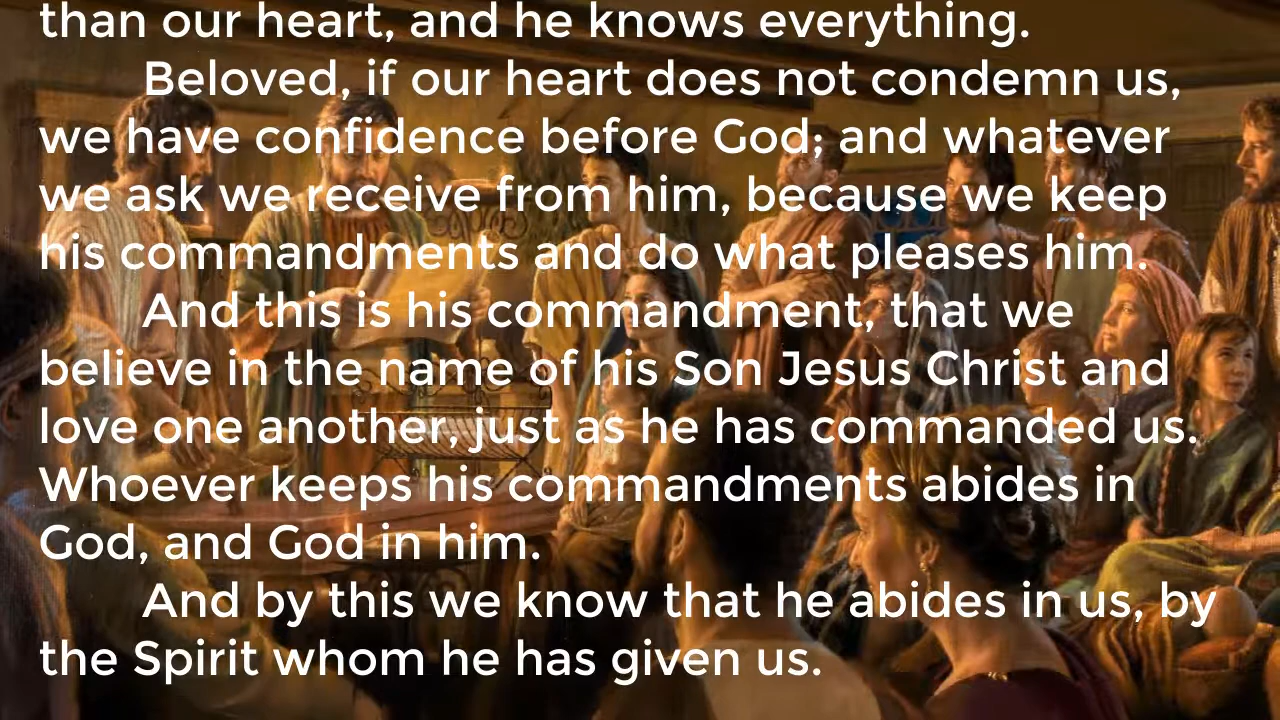 than our heart, and he knows everything.
Beloved, if our heart does not condemn us,
we have confidence before God; and whatever
we ask we receive from him, because we keep
his commandments and do what pleases him.
And this is his commandment, that we
believe in the name of his Son Jesus Christ and
love one another, just as he has commanded us.
Whoever keeps his commandments abides in
God, and God in him.
And by this we know that he abides in us, by
the Spirit whom he has given us.